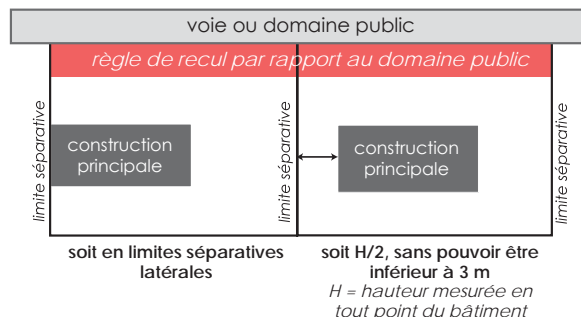 voie ou domaine public
règle de recul par rapport au domaine public
limite séparative
construction
principale
limite séparative
construction
principale
limite séparative
soit en limites séparatives
latérales
soit H/2, sans pouvoir être
inférieur à 3 m
H = hauteur mesurée en
tout point du bâtiment